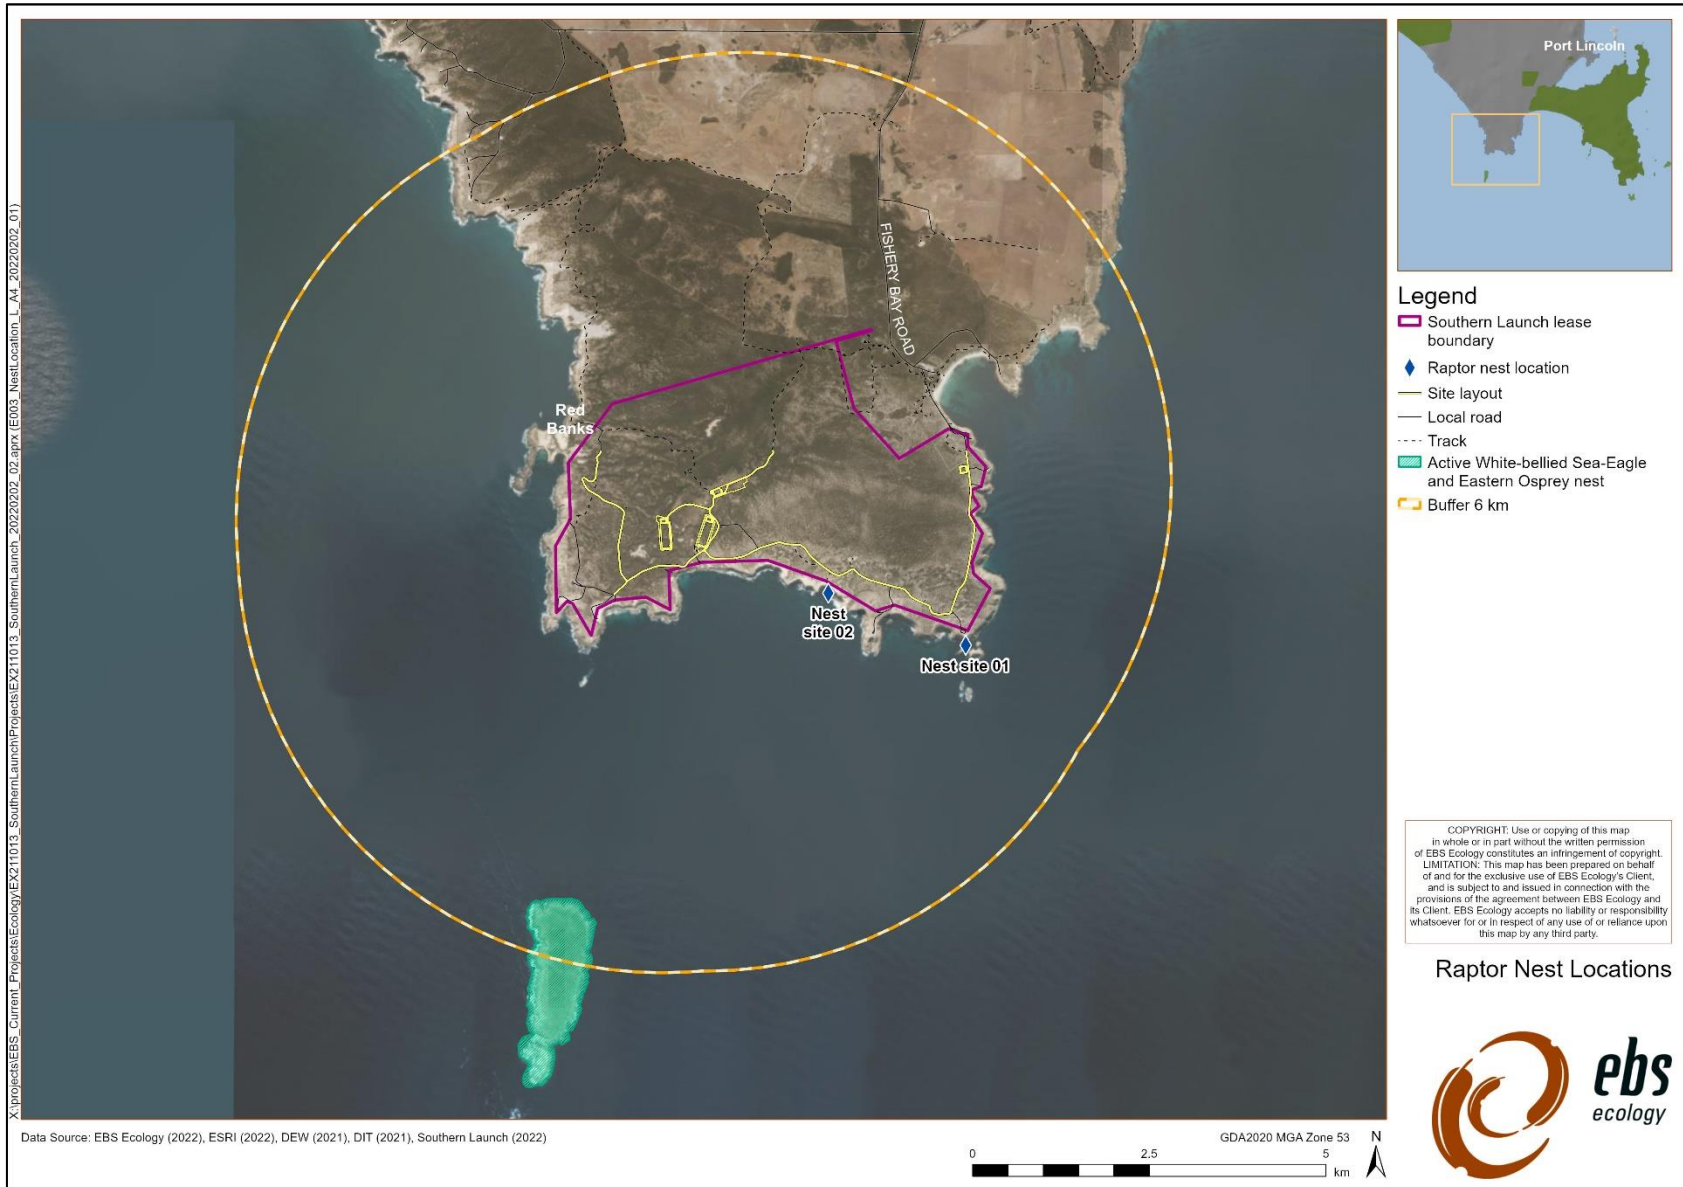 Port Lincoln
FISHERY BAY ROAD
Red
Banks
Nest
site 02
Nest site 01
X:\projects\EBS_Current_Projects\Ecology\EX211013_SouthernLaunch\Projects\EX211013_SouthernLaunch_20220202_02.aprx (E003_NestLocation_L_A4_20220202_01)
Legend
Southern Launch lease
boundary
Raptor nest location
Site layout
Local road
Track
Active White-bellied Sea-Eagle
and Eastern Osprey nest
Buffer 6 km
COPYRIGHT: Use or copying of this map
in whole or in part without the written permission
of EBS Ecology constitutes an infringement of copyright.
LIMITATION: This map has been prepared on behalf
of and for the exclusive use of EBS Ecology's Client,
and is subject to and issued in connection with the
provisions of the agreement between EBS Ecology and
its Client. EBS Ecology accepts no liability or responsibility
whatsoever for or in respect of any use of or reliance upon
this map by any third party.
Raptor Nest Locations
ebs
ecology
Data Source: EBS Ecology (2022), ESRI (2022), DEW (2021), DIT (2021), Southern Launch (2022)
GDA2020 MGA Zone 53
N
0 2.5 5
km